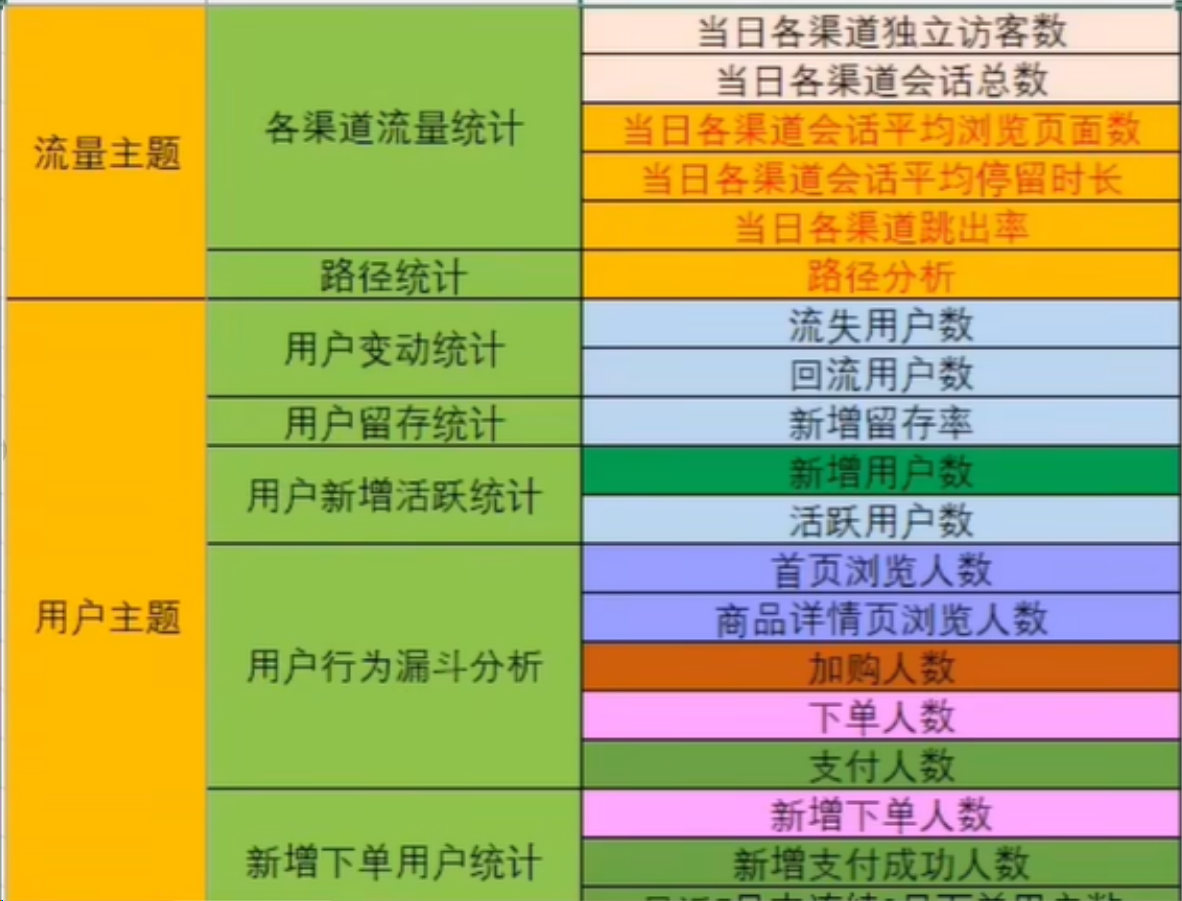 流量主题
各渠道流量统计
当日各渠道独立访客数
当日各渠道会话总数
当日各渠道会话平均浏览页面数
当日各渠道会话平均停留时长
当日各渠道跳出率
路径统计
路径分析
用户主题
用户变动统计
流失用户数
回流用户数
用户留存统计
新增留存率
用户新增活跃统计
新增用户数
活跃用户数
用户行为漏斗分析
首页浏览人数
商品详情页浏览人数
加购人数
下单人数
支付人数
新增下单用户统计
新增下单人数
新增支付成功人数